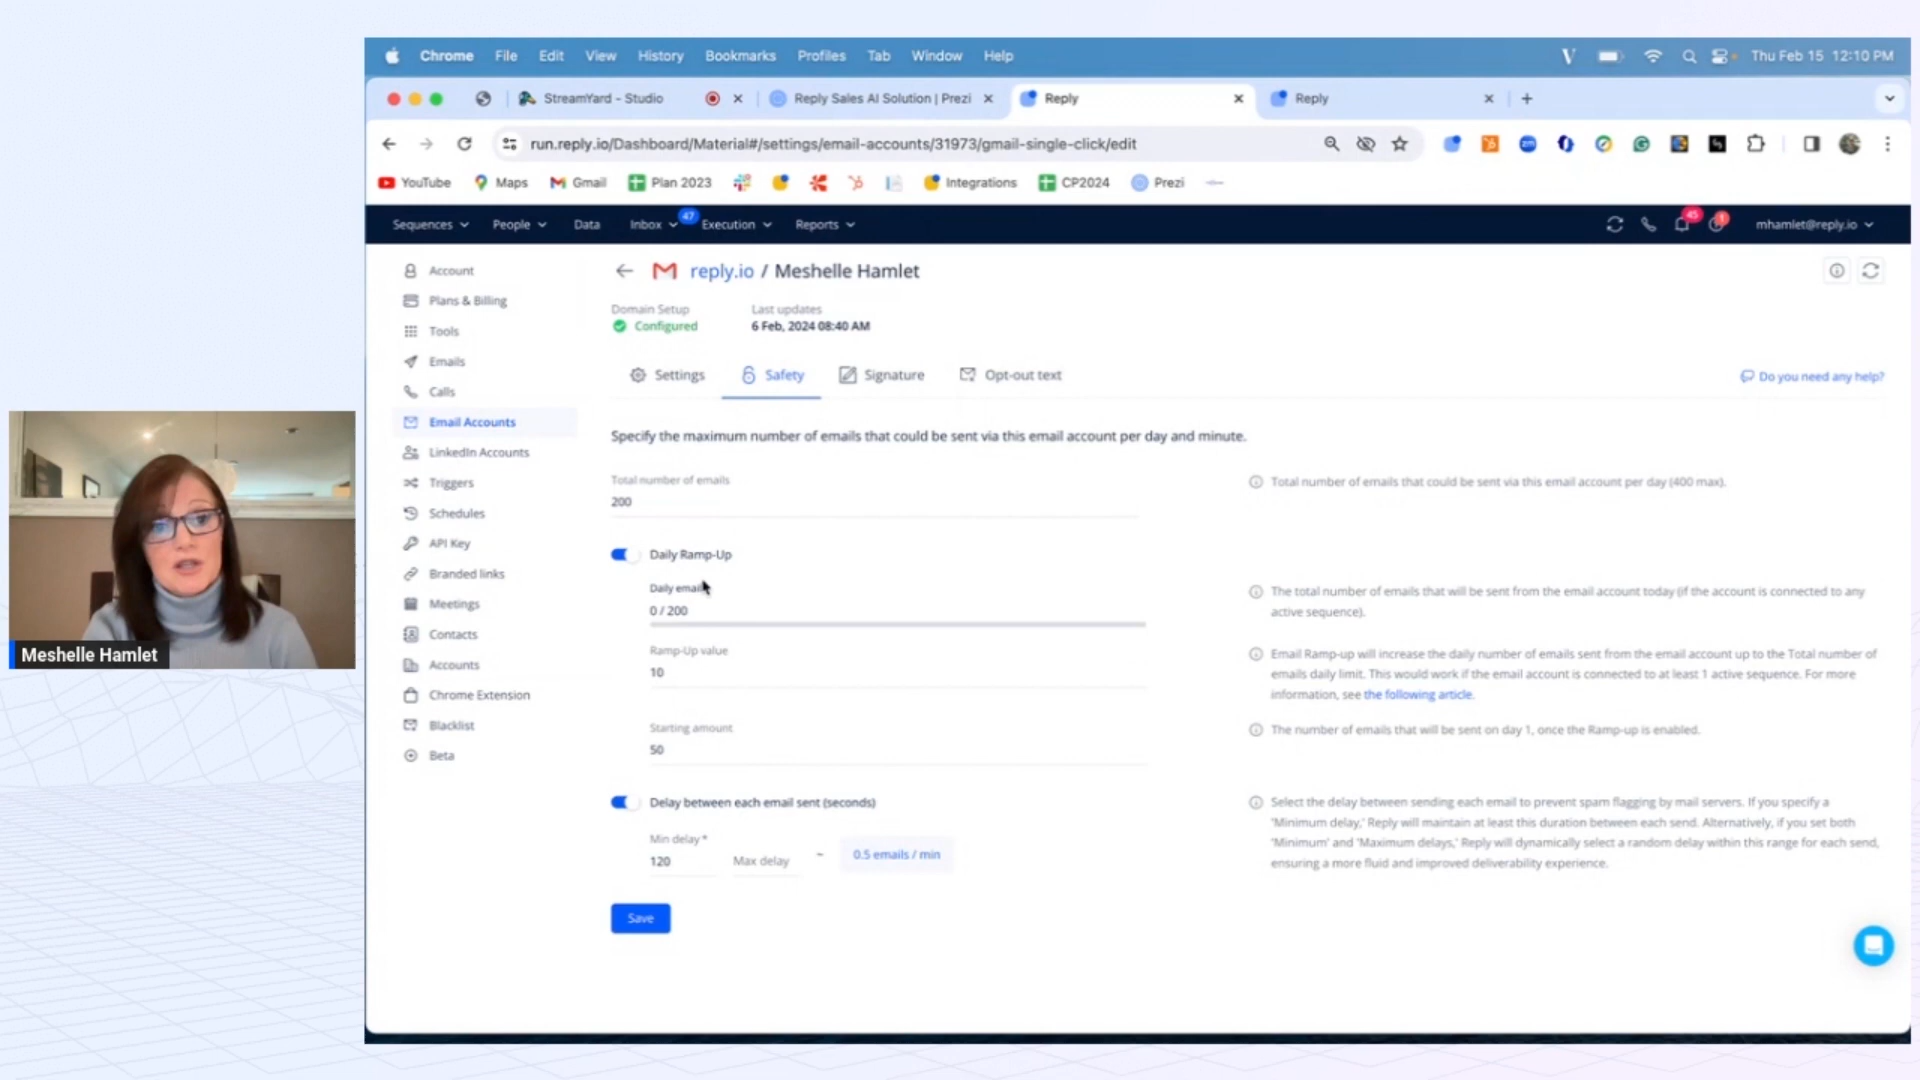 Chrome File Edit View History Bookmarks Profiles Tab Window Help Thu Feb 15 12:10 PM
StreamYard - Studio Reply Sales AI Solution | Prezi Reply Reply
run.reply.io/Dashboard/Material#/settings/email-accounts/31973/gmail-single-click/edit
YouTube Maps Gmail Plan 2023 Integrations CP2024 Prezi
Sequences People Data Inbox 47 Execution Reports 45 1 mhamlet@reply.io
Account
Plans & Billing
Tools
Emails
Calls
Email Accounts
LinkedIn Accounts
Triggers
Schedules
API Key
Branded links
Meetings
Contacts
Accounts
Chrome Extension
Blacklist
Beta
reply.io / Meshelle Hamlet
Domain Setup Last updates
Configured 6 Feb, 2024 08:40 AM
Settings Safety Signature Opt-out text Do you need any help?
Specify the maximum number of emails that could be sent via this email account per day and minute.
Total number of emails
200
Total number of emails that could be sent via this email account per day (400 max).
Daily Ramp-Up
Daily emails
0 / 200
The total number of emails that will be sent from the email account today (if the account is connected to any
active sequence).
Ramp-Up value
10
Email Ramp-up will increase the daily number of emails sent from the email account up to the Total number of
emails daily limit. This would work if the email account is connected to at least 1 active sequence. For more
information, see the following article.
Starting amount
50
The number of emails that will be sent on day 1, once the Ramp-up is enabled.
Delay between each email sent (seconds)
Min delay*
120 Max delay ~ 0.5 emails / min
Select the delay between sending each email to prevent spam flagging by mail servers. If you specify a
'Minimum delay,' Reply will maintain at least this duration between each send. Alternatively, if you set both
'Minimum' and 'Maximum delays,' Reply will dynamically select a random delay within this range for each send,
ensuring a more fluid and improved deliverability experience.
Save
Meshelle Hamlet